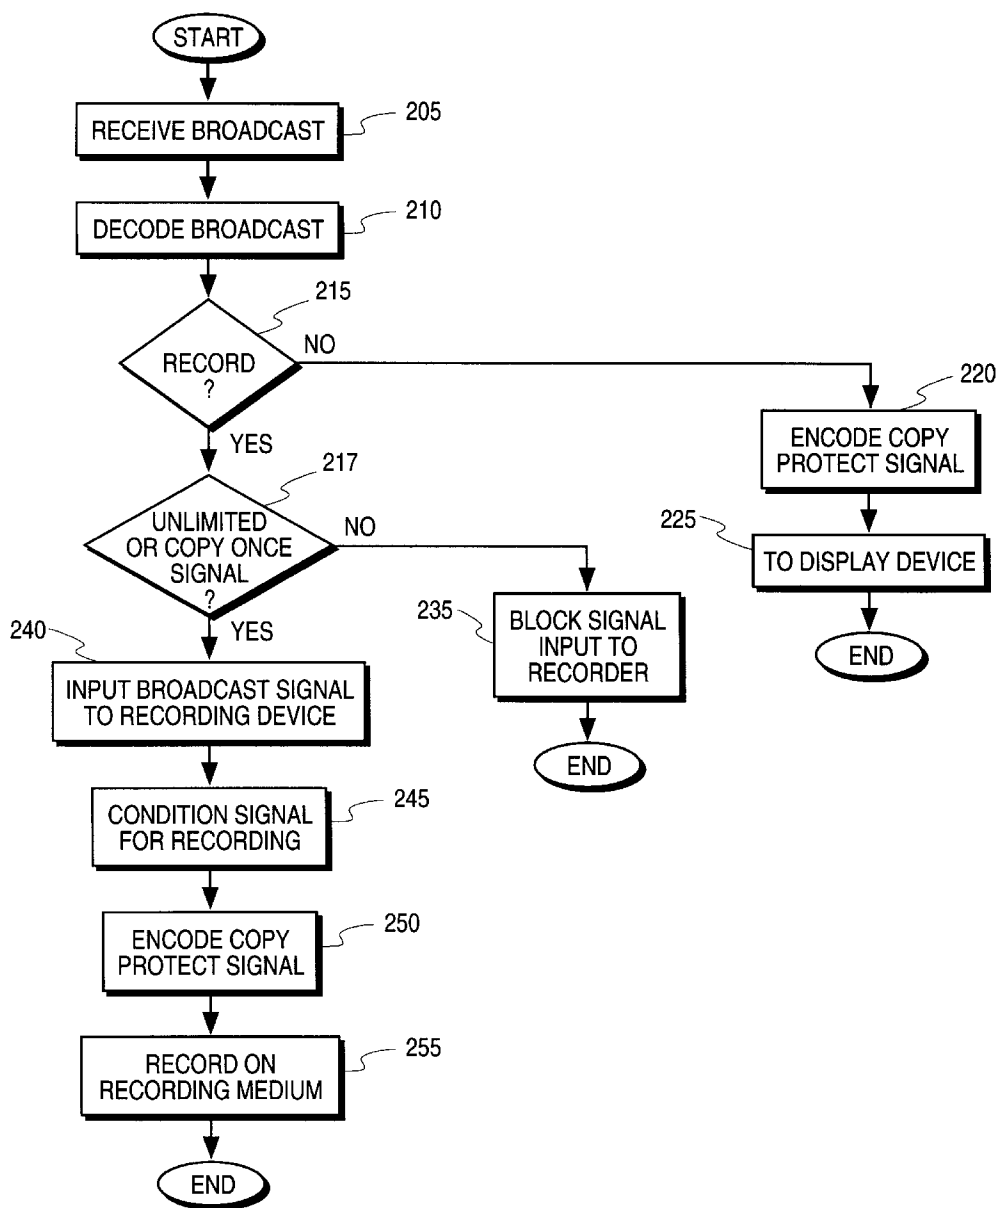 START
RECEIVE BROADCAST
205
DECODE BROADCAST
210
215
RECORD
?
NO
YES
220
ENCODE COPY
PROTECT SIGNAL
225
TO DISPLAY DEVICE
END
217
UNLIMITED
OR COPY ONCE
SIGNAL
?
NO
YES
235
BLOCK SIGNAL
INPUT TO
RECORDER
END
240
INPUT BROADCAST SIGNAL
TO RECORDING DEVICE
245
CONDITION SIGNAL
FOR RECORDING
250
ENCODE COPY
PROTECT SIGNAL
255
RECORD ON
RECORDING MEDIUM
END